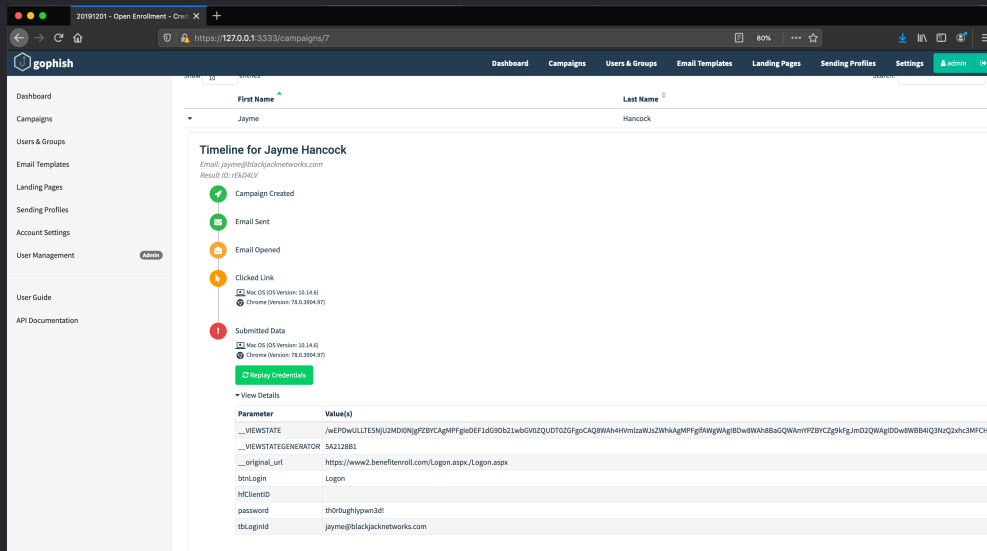 20191201 - Open Enrollment - Cre
https://127.0.0.1:3333/campaigns/7
80%
gophish
Dashboard
Campaigns
Users & Groups
Email Templates
Landing Pages
Sending Profiles
Settings
admin
Show 10 entries
Search:
Dashboard
Campaigns
Users & Groups
Email Templates
Landing Pages
Sending Profiles
Account Settings
User Management Admin
User Guide
API Documentation
First Name Last Name
Jayme Hancock
Timeline for Jayme Hancock
Email: jayme@blackjacknetworks.com
Result ID: rEkD4LV
Campaign Created
Email Sent
Email Opened
Clicked Link
Mac OS (OS Version: 10.14.6)
Chrome (Version: 78.0.3904.97)
Submitted Data
Mac OS (OS Version: 10.14.6)
Chrome (Version: 78.0.3904.97)
Replay Credentials
View Details
Parameter Value(s)
__VIEWSTATE
__VIEWSTATEGENERATOR 5A2128B1
__original_url https://www2.benefitenroll.com/Logon.aspx./Logon.aspx
btnLogin Logon
hfClientID
password th0r0ughlypwn3d!
tbLoginId jayme@blackjacknetworks.com